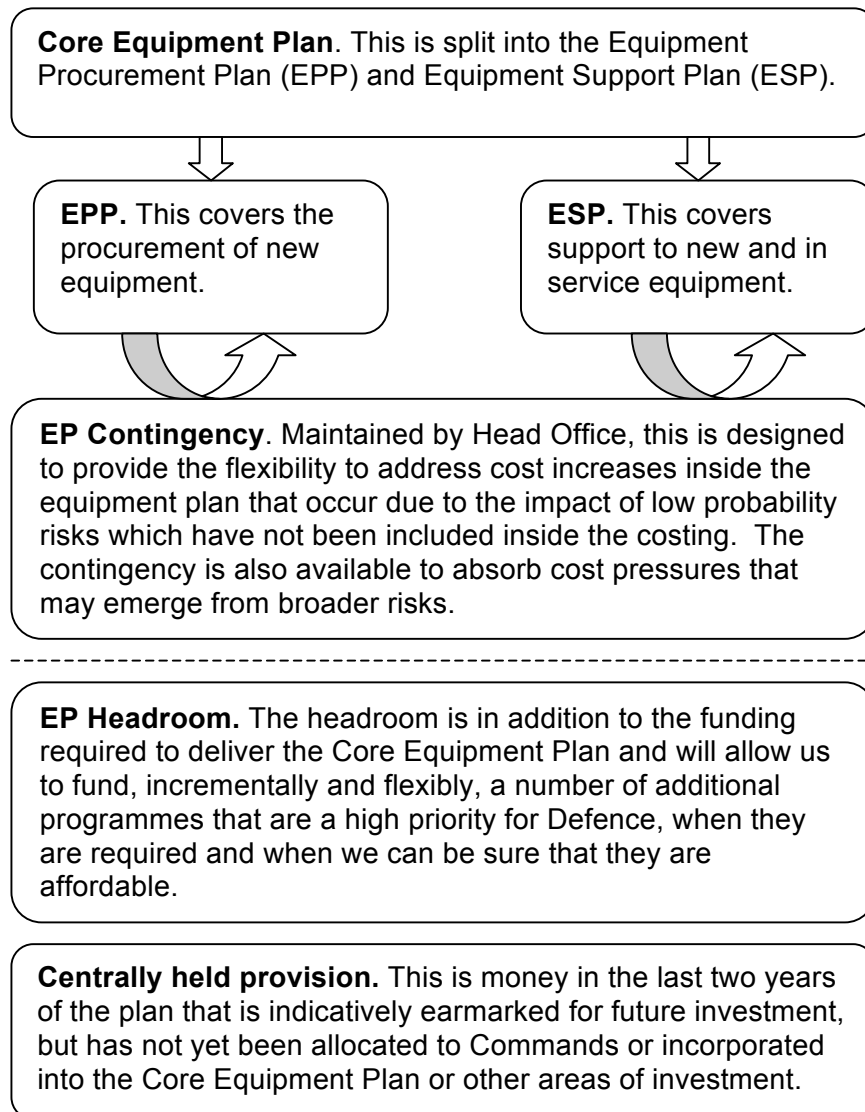 Core Equipment Plan. This is split into the Equipment
Procurement Plan (EPP) and Equipment Support Plan (ESP).
EPP. This covers the
procurement of new
equipment.
ESP. This covers
support to new and in
service equipment.
EP Contingency. Maintained by Head Office, this is designed
to provide the flexibility to address cost increases inside the
equipment plan that occur due to the impact of low probability
risks which have not been included inside the costing.  The
contingency is also available to absorb cost pressures that
may emerge from broader risks.
EP Headroom. The headroom is in addition to the funding
required to deliver the Core Equipment Plan and will allow us
to fund, incrementally and flexibly, a number of additional
programmes that are a high priority for Defence, when they
are required and when we can be sure that they are
affordable.
Centrally held provision. This is money in the last two years
of the plan that is indicatively earmarked for future investment,
but has not yet been allocated to Commands or incorporated
into the Core Equipment Plan or other areas of investment.